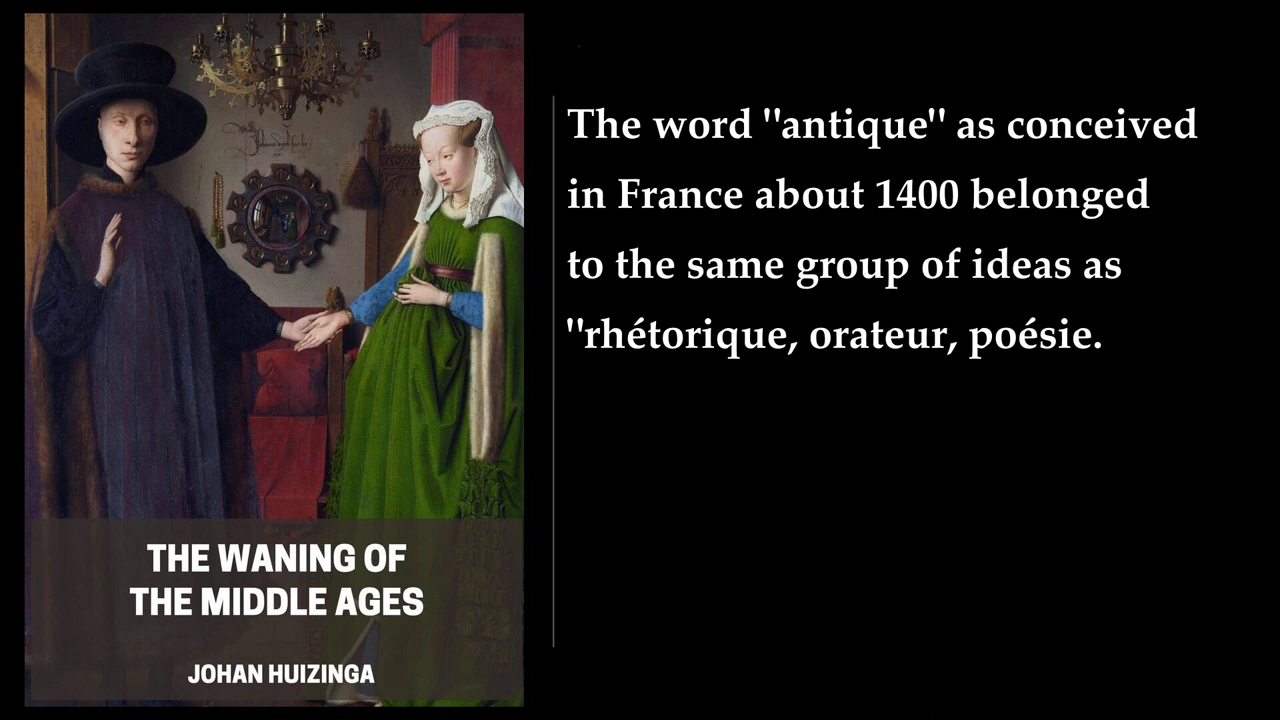 THE WANING OF
THE MIDDLE AGES
JOHAN HUIZINGA
The word "antique" as conceived
in France about 1400 belonged
to the same group of ideas as
"rhétorique, orateur, poésie.